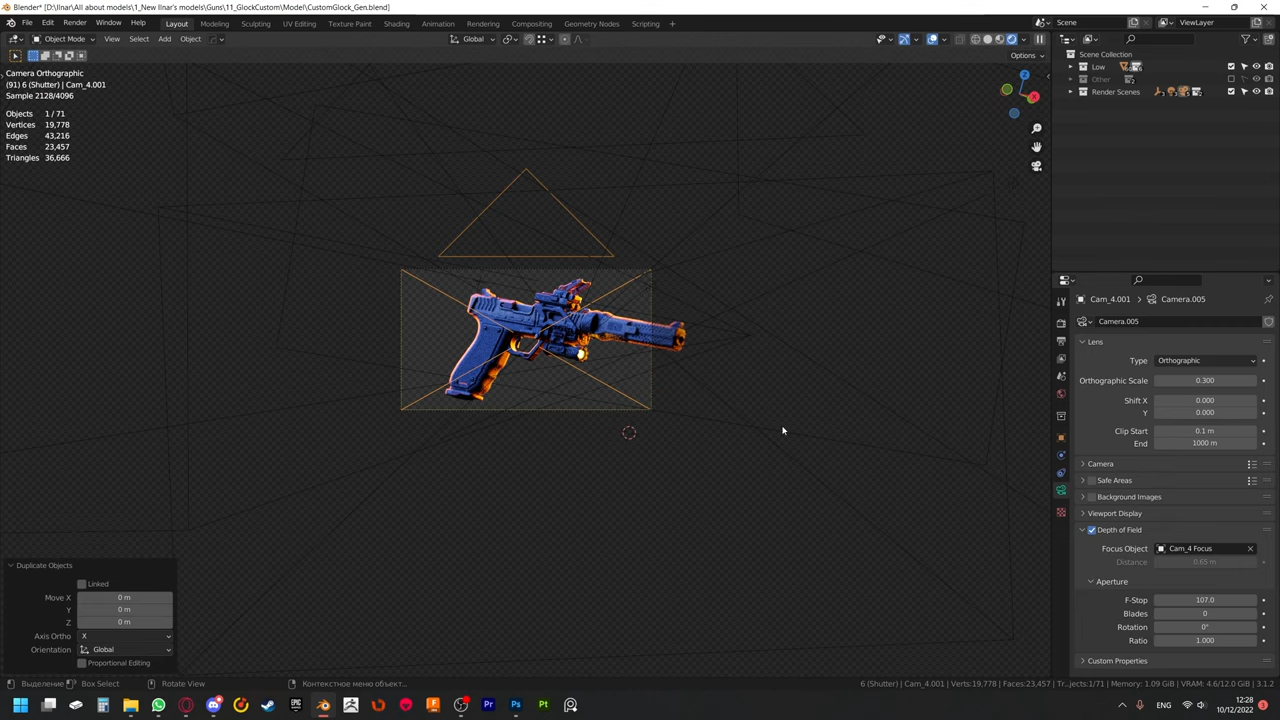 Blender* [D:\Ilnar\All about models\1_New Ilnar's models\Guns\11_GlockCustom\Model\CustomGlock_Gen.blend]
File Edit Render Window Help Layout Modeling Sculpting UV Editing Texture Paint Shading Animation Rendering Compositing Geometry Nodes Scripting Scene ViewLayer
Object Mode View Select Add Object Global
Options
Camera Orthographic
(91) 6 (Shutter) | Cam_4.001
Sample 2128/4096
Objects 1 / 71
Vertices 19,778
Edges 43,216
Faces 23,457
Triangles 36,666
Z
Scene Collection
Low
Other
Render Scenes
Cam_4.001 Camera.005
Camera.005
Lens
Type Orthographic
Orthographic Scale 0.300
Shift X 0.000
Y 0.000
Clip Start 0.1 m
End 1000 m
Camera
Safe Areas
Background Images
Viewport Display
Depth of Field
Focus Object Cam_4 Focus
Distance 0.65 m
Aperture
F-Stop 107.0
Blades 0
Rotation 0°
Ratio 1.000
Custom Properties
Duplicate Objects
Linked
Move X 0 m
Y 0 m
Z 0 m
Axis Ortho X
Orientation Global
Proportional Editing
Выделение Box Select Rotate View Контекстное меню объект...
6 (Shutter) | Cam_4.001 | Verts:19,778 | Faces:23,457 | Tr...jects:1/71 | Memory: 1.09 GiB | VRAM: 4.6/12.0 GiB | 3.1.2
ENG 12:28
10/12/2022